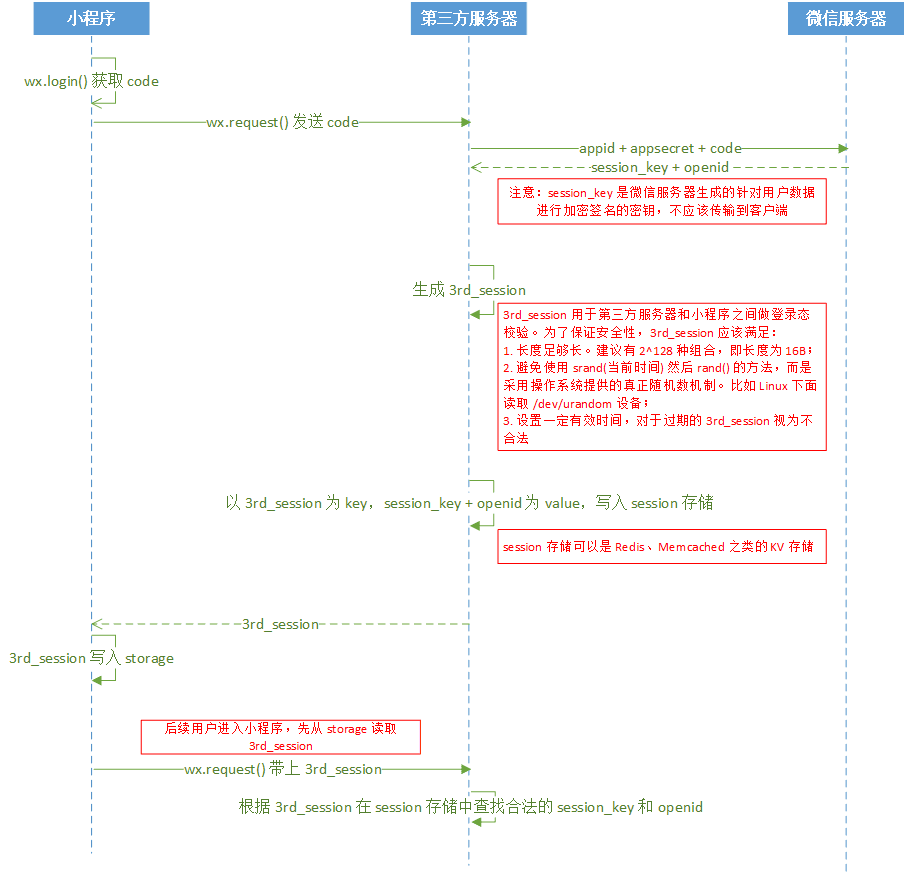 小程序
第三方服务器
微信服务器
wx.login() 获取 code
wx.request() 发送 code
appid + appsecret + code
session_key + openid
注意：session_key 是微信服务器生成的针对用户数据
进行加密签名的密钥，不应该传输到客户端
生成 3rd_session
3rd_session 用于第三方服务器和小程序之间做登录态
校验。为了保证安全性，3rd_session 应该满足：
1. 长度足够长。建议有 2^128 种组合，即长度为 16B；
2. 避免使用 srand(当前时间) 然后 rand() 的方法，而是
采用操作系统提供的真正随机数机制。比如 Linux 下面
读取 /dev/urandom 设备；
3. 设置一定有效时间，对于过期的 3rd_session 视为不
合法
以 3rd_session 为 key，session_key + openid 为 value，写入 session 存储
session 存储可以是 Redis、Memcached 之类的 KV 存储
3rd_session
3rd_session 写入 storage
后续用户进入小程序，先从 storage 读取
3rd_session
wx.request() 带上 3rd_session
根据 3rd_session 在 session 存储中查找合法的 session_key 和 openid